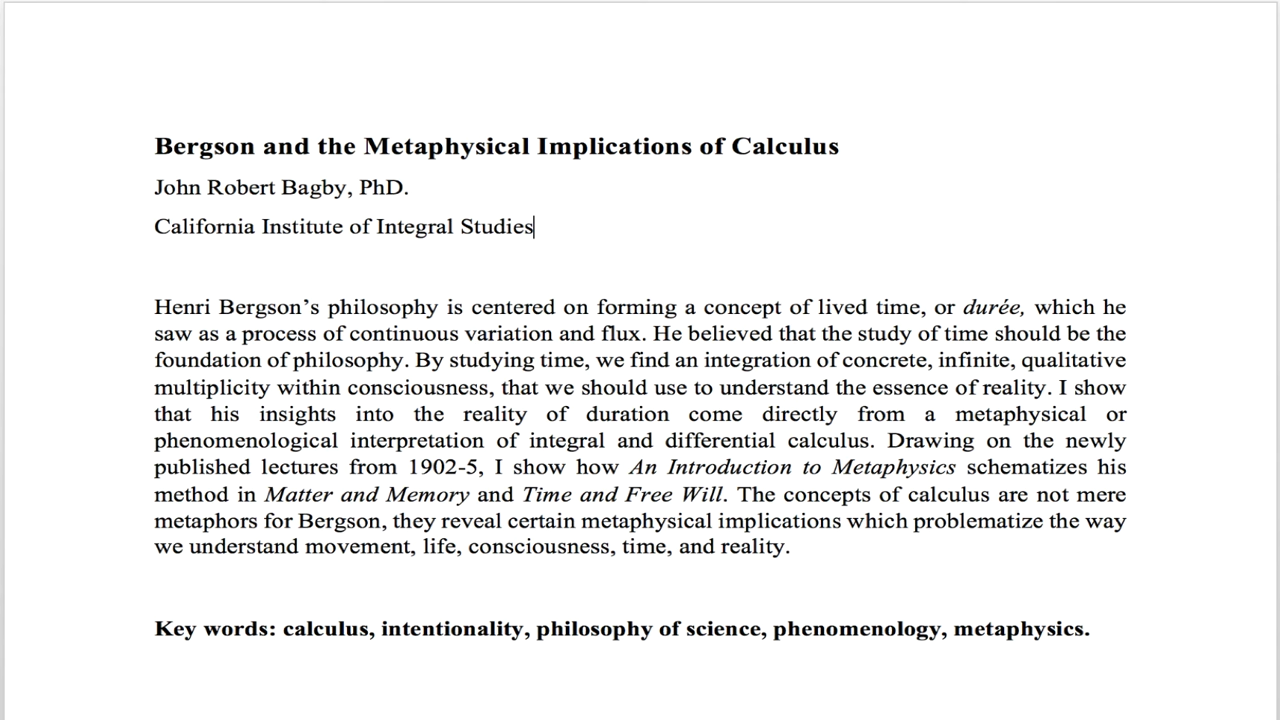 Bergson and the Metaphysical Implications of Calculus
John Robert Bagby, PhD.
California Institute of Integral Studies
Henri Bergson’s philosophy is centered on forming a concept of lived time, or durée, which he
saw as a process of continuous variation and flux. He believed that the study of time should be the
foundation of philosophy. By studying time, we find an integration of concrete, infinite, qualitative
multiplicity within consciousness, that we should use to understand the essence of reality. I show
that his insights into the reality of duration come directly from a metaphysical or
phenomenological interpretation of integral and differential calculus. Drawing on the newly
published lectures from 1902-5, I show how An Introduction to Metaphysics schematizes his
method in Matter and Memory and Time and Free Will. The concepts of calculus are not mere
metaphors for Bergson, they reveal certain metaphysical implications which problematize the way
we understand movement, life, consciousness, time, and reality.
Key words: calculus, intentionality, philosophy of science, phenomenology, metaphysics.